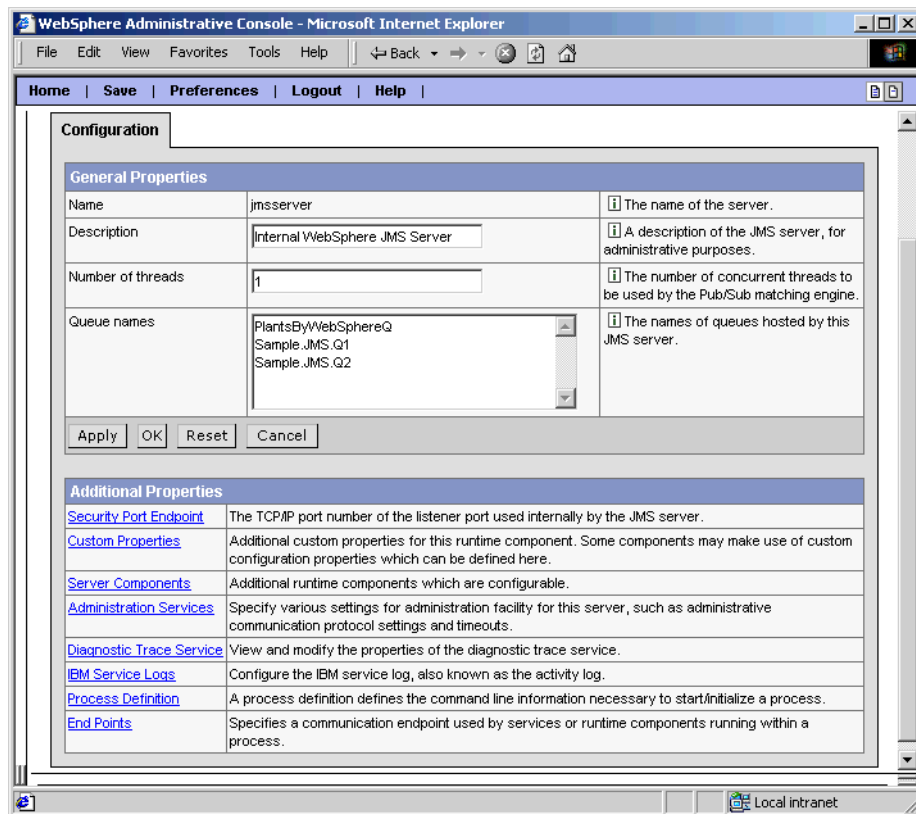 WebSphere Administrative Console - Microsoft Internet Explorer
File Edit View Favorites Tools Help Back
Home | Save | Preferences | Logout | Help |
Configuration
General Properties
Name jmsserver i The name of the server.
Description Internal WebSphere JMS Server i A description of the JMS server, for
administrative purposes.
Number of threads 1 i The number of concurrent threads to
be used by the Pub/Sub matching engine.
Queue names PlantsByWebSphereQ i The names of queues hosted by this
Sample.JMS.Q1 JMS server.
Sample.JMS.Q2
Apply OK Reset Cancel
Additional Properties
Security Port Endpoint The TCP/IP port number of the listener port used internally by the JMS server.
Custom Properties Additional custom properties for this runtime component. Some components may make use of custom
configuration properties which can be defined here.
Server Components Additional runtime components which are configurable.
Administration Services Specify various settings for administration facility for this server, such as administrative
communication protocol settings and timeouts.
Diagnostic Trace Service View and modify the properties of the diagnostic trace service.
IBM Service Logs Configure the IBM service log, also known as the activity log.
Process Definition A process definition defines the command line information necessary to start/initialize a process.
End Points Specifies a communication endpoint used by services or runtime components running within a
process.
Local intranet